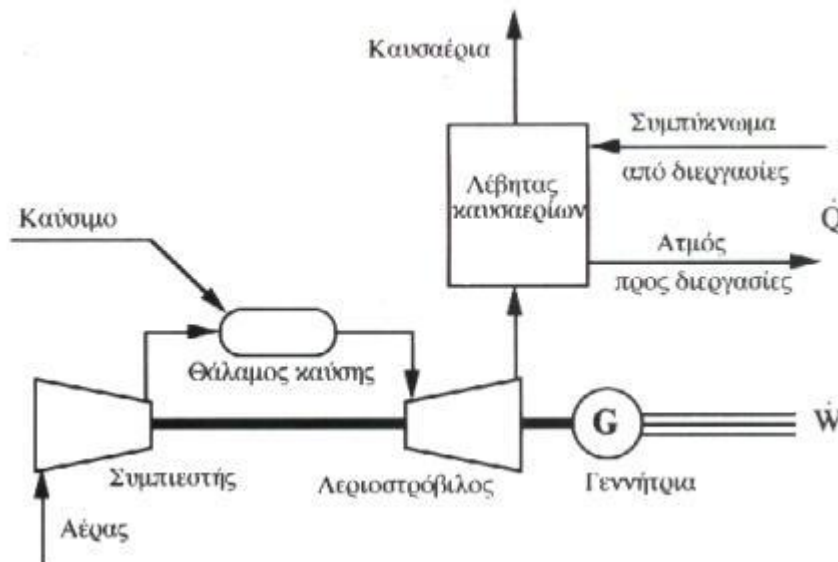 Καυσαέρια
Συμπύκνωμα
από διεργασίες
Λέβητας
καυσαερίων
Q̇
Ατμός
προς διεργασίες
Καύσιμο
Θάλαμος καύσης
G
Ẇ
Συμπιεστής
Λεριοστρόβιλος
Γεννήτρια
Αέρας